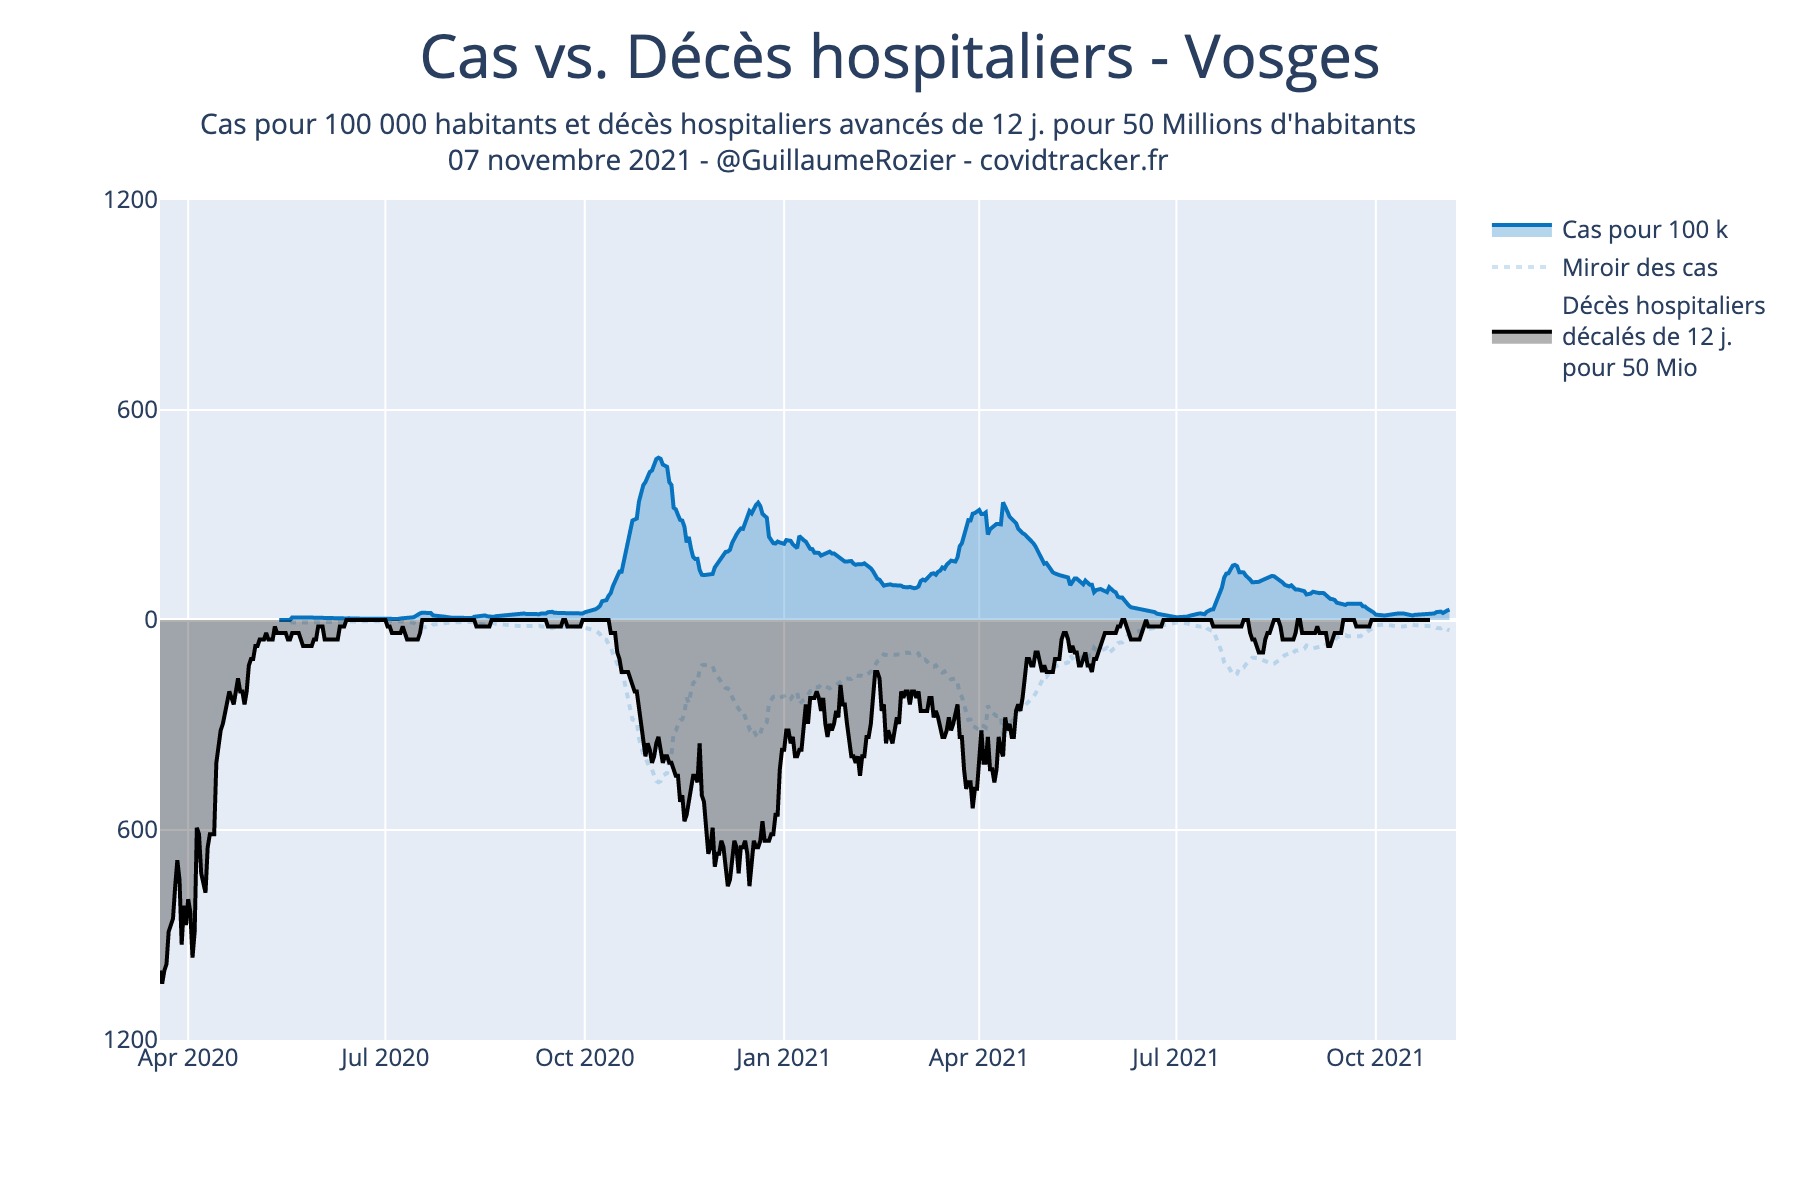 Cas vs. Décès hospitaliers - Vosges
Cas pour 100 000 habitants et décès hospitaliers avancés de 12 j. pour 50 Millions d'habitants
07 novembre 2021 - @GuillaumeRozier - covidtracker.fr
1200
600
0
600
1200
Apr 2020
Jul 2020
Oct 2020
Jan 2021
Apr 2021
Jul 2021
Oct 2021
Cas pour 100 k
Miroir des cas
Décès hospitaliers
décalés de 12 j.
pour 50 Mio